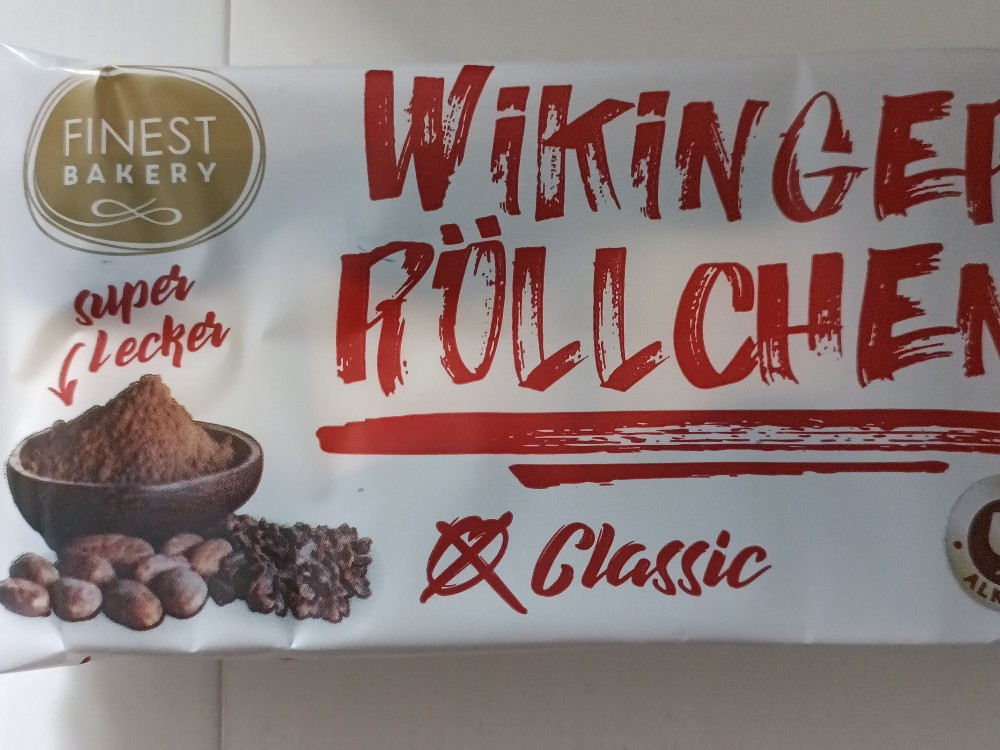 FINEST
BAKERY
WIKINGER
RÖLLCHEN
super
Lecker
Classic